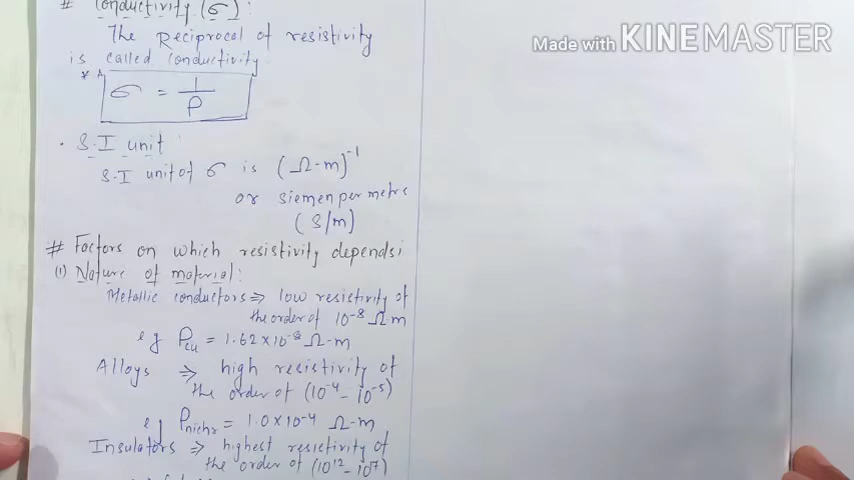 # Conductivity (σ):
The Reciprocal of resistivity
is called conductivity.
σ = 1/ρ
Made with KINEMASTER
. S.I unit:
S.I unit of σ is (Ω-m)⁻¹
or siemen per metre
(S/m)
# Factors on which resistivity depends:
(1) Nature of material:
Metallic conductors ⇒ low resistivity of
the order of 10⁻⁸ Ω-m
eg ρcu = 1.62×10⁻⁸ Ω-m
Alloys ⇒ high resistivity of
the order of (10⁻⁴ - 10⁻⁵)
eg ρnichr = 1.0×10⁻⁴ Ω-m
Insulators ⇒ highest resistivity of
the order of (10¹² - 10⁷)